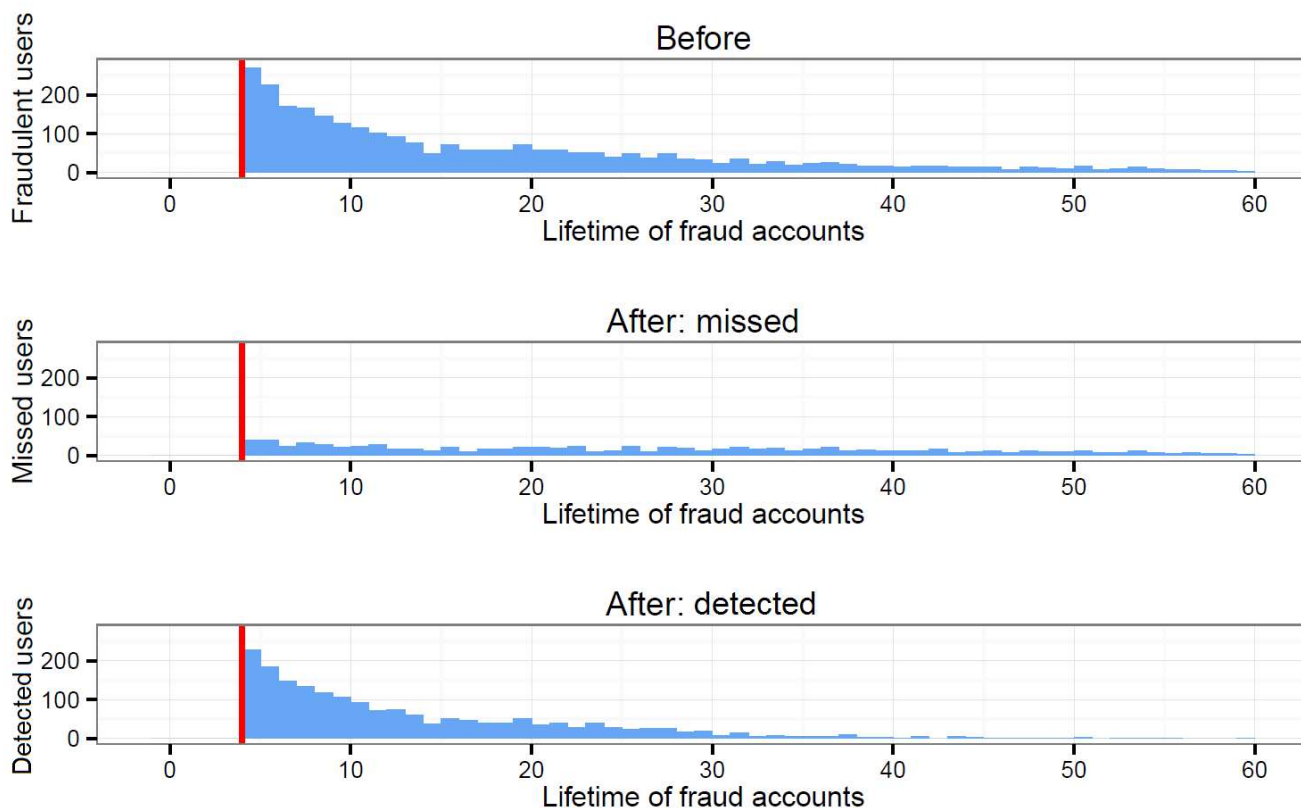 Before
Fraudulent users
200
100
0
0 10 20 30 40 50 60
Lifetime of fraud accounts
After: missed
Missed users
200
100
0
0 10 20 30 40 50 60
Lifetime of fraud accounts
After: detected
Detected users
200
100
0
0 10 20 30 40 50 60
Lifetime of fraud accounts